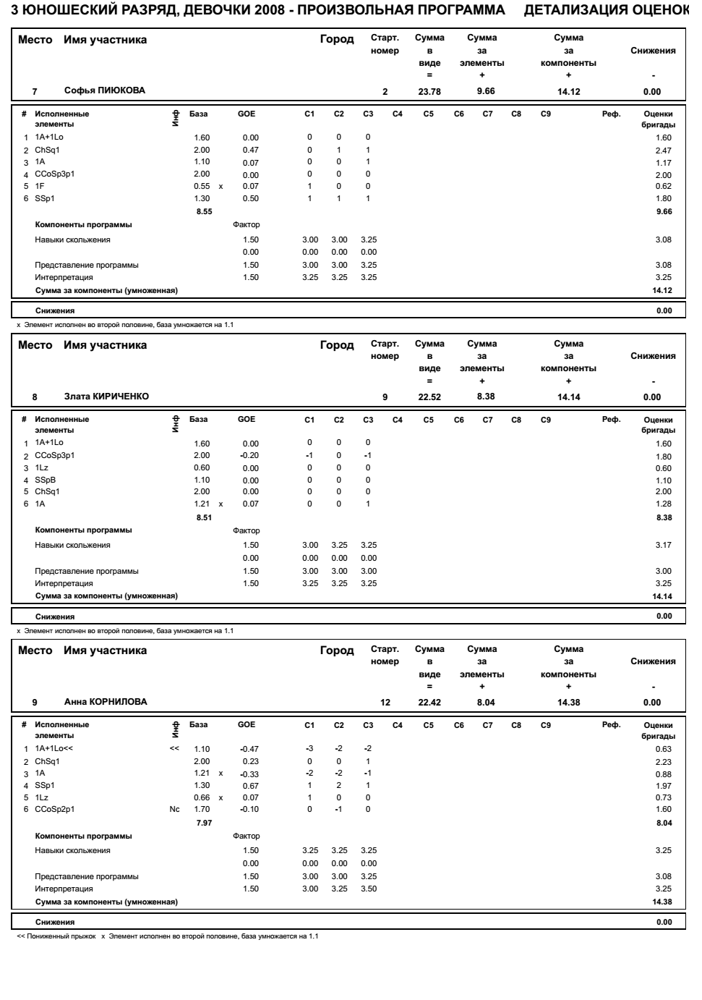 3 ЮНОШЕСКИЙ РАЗРЯД, ДЕВОЧКИ 2008 - ПРОИЗВОЛЬНАЯ ПРОГРАММА ДЕТАЛИЗАЦИЯ ОЦЕНОК
Место Имя участника Город Старт. Сумма Сумма Сумма
номер в за за Снижения
виде элементы компоненты
= + + -
7 Софья ПИЮКОВА 2 23.78 9.66 14.12 0.00
# Исполненные Инф База GOE C1 C2 C3 C4 C5 C6 C7 C8 C9 Реф. Оценки
элементы бригады
1 1A+1Lo 1.60 0.00 0 0 0 1.60
2 ChSq1 2.00 0.47 0 1 1 2.47
3 1A 1.10 0.07 0 0 1 1.17
4 CCoSp3p1 2.00 0.00 0 0 0 2.00
5 1F 0.55 x 0.07 1 0 0 0.62
6 SSp1 1.30 0.50 1 1 1 1.80
8.55 9.66
Компоненты программы Фактор
Навыки скольжения 1.50 3.00 3.00 3.25 3.08
0.00 0.00 0.00 0.00
Представление программы 1.50 3.00 3.00 3.25 3.08
Интерпретация 1.50 3.25 3.25 3.25 3.25
Сумма за компоненты (умноженная) 14.12
Снижения 0.00
x Элемент исполнен во второй половине, база умножается на 1.1
Место Имя участника Город Старт. Сумма Сумма Сумма
номер в за за Снижения
виде элементы компоненты
= + + -
8 Злата КИРИЧЕНКО 9 22.52 8.38 14.14 0.00
# Исполненные Инф База GOE C1 C2 C3 C4 C5 C6 C7 C8 C9 Реф. Оценки
элементы бригады
1 1A+1Lo 1.60 0.00 0 0 0 1.60
2 CCoSp3p1 2.00 -0.20 -1 0 -1 1.80
3 1Lz 0.60 0.00 0 0 0 0.60
4 SSpB 1.10 0.00 0 0 0 1.10
5 ChSq1 2.00 0.00 0 0 0 2.00
6 1A 1.21 x 0.07 0 0 1 1.28
8.51 8.38
Компоненты программы Фактор
Навыки скольжения 1.50 3.00 3.25 3.25 3.17
0.00 0.00 0.00 0.00
Представление программы 1.50 3.00 3.00 3.00 3.00
Интерпретация 1.50 3.25 3.25 3.25 3.25
Сумма за компоненты (умноженная) 14.14
Снижения 0.00
x Элемент исполнен во второй половине, база умножается на 1.1
Место Имя участника Город Старт. Сумма Сумма Сумма
номер в за за Снижения
виде элементы компоненты
= + + -
9 Анна КОРНИЛОВА 12 22.42 8.04 14.38 0.00
# Исполненные Инф База GOE C1 C2 C3 C4 C5 C6 C7 C8 C9 Реф. Оценки
элементы бригады
1 1A+1Lo<< << 1.10 -0.47 -3 -2 -2 0.63
2 ChSq1 2.00 0.23 0 0 1 2.23
3 1A 1.21 x -0.33 -2 -2 -1 0.88
4 SSp1 1.30 0.67 1 2 1 1.97
5 1Lz 0.66 x 0.07 1 0 0 0.73
6 CCoSp2p1 Nc 1.70 -0.10 0 -1 0 1.60
7.97 8.04
Компоненты программы Фактор
Навыки скольжения 1.50 3.25 3.25 3.25 3.25
0.00 0.00 0.00 0.00
Представление программы 1.50 3.00 3.00 3.25 3.08
Интерпретация 1.50 3.00 3.25 3.50 3.25
Сумма за компоненты (умноженная) 14.38
Снижения 0.00
<< Пониженный прыжок x Элемент исполнен во второй половине, база умножается на 1.1